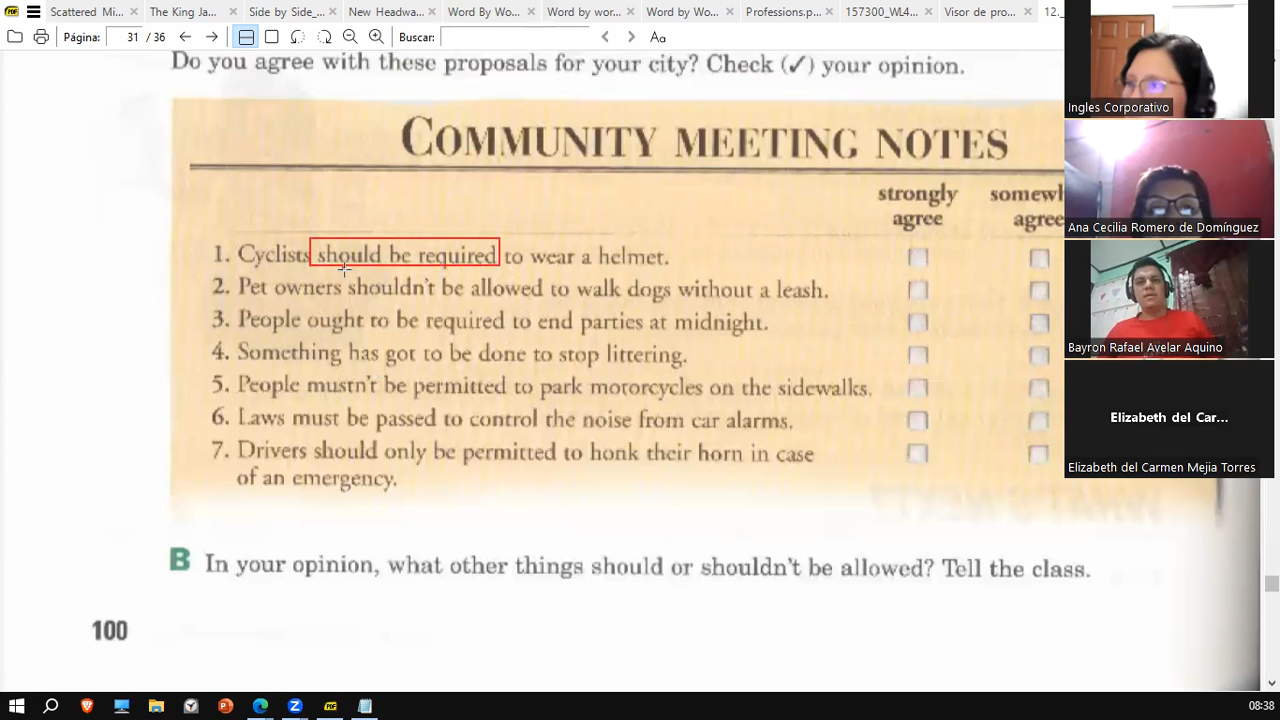 Scattered Mi...
The King Ja...
Side by Side_...
New Headwa...
Word By Wo...
Word by wor...
Word by Wo...
Professions.p...
157300_WL4...
Visor de pro...
12._
Página:
31 / 36
Buscar:
Aa
Do you agree with these proposals for your city? Check (✓) your opinion.
COMMUNITY MEETING NOTES
strongly
agree
somewh
agree
1. Cyclists should be required to wear a helmet.
2. Pet owners shouldn't be allowed to walk dogs without a leash.
3. People ought to be required to end parties at midnight.
4. Something has got to be done to stop littering.
5. People mustn't be permitted to park motorcycles on the sidewalks.
6. Laws must be passed to control the noise from car alarms.
7. Drivers should only be permitted to honk their horn in case
of an emergency.
B In your opinion, what other things should or shouldn't be allowed? Tell the class.
100
Ingles Corporativo
Ana Cecilia Romero de Domínguez
Bayron Rafael Avelar Aquino
Elizabeth del Car...
Elizabeth del Carmen Mejia Torres
08:38